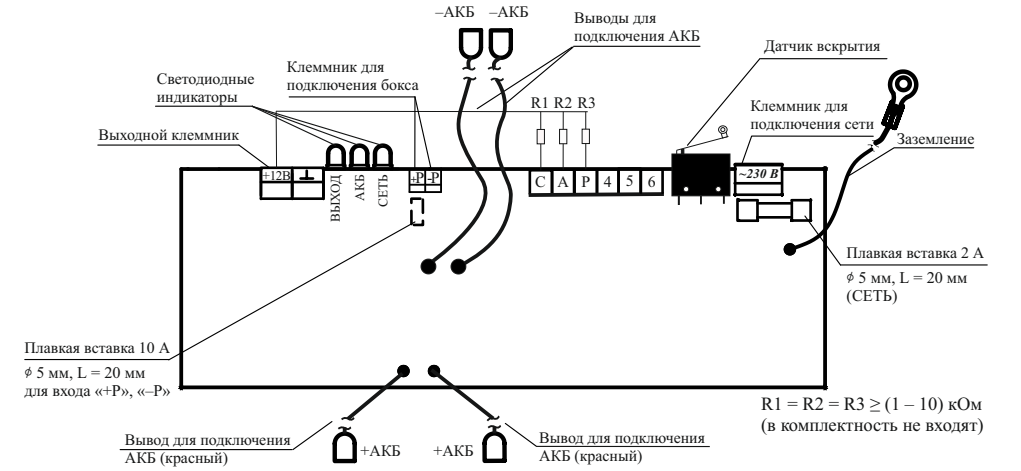 –АКБ –АКБ
Выводы для
подключения АКБ
Датчик вскрытия
Светодиодные
индикаторы
Клеммник для
подключения бокса
R1 R2 R3
Клеммник для
подключения сети
Выходной клеммник
Заземление
+12В ⊥
ВЫХОД
АКБ
СЕТЬ
+Р -Р
С А Р 4 5 6
~230 В
Плавкая вставка 2 А
⌀ 5 мм, L = 20 мм
(СЕТЬ)
Плавкая вставка 10 А
⌀ 5 мм, L = 20 мм
для входа «+Р», «–Р»
R1 = R2 = R3 ≥ (1 – 10) кОм
(в комплектность не входят)
Вывод для подключения
АКБ (красный)
+АКБ +АКБ
Вывод для подключения
АКБ (красный)